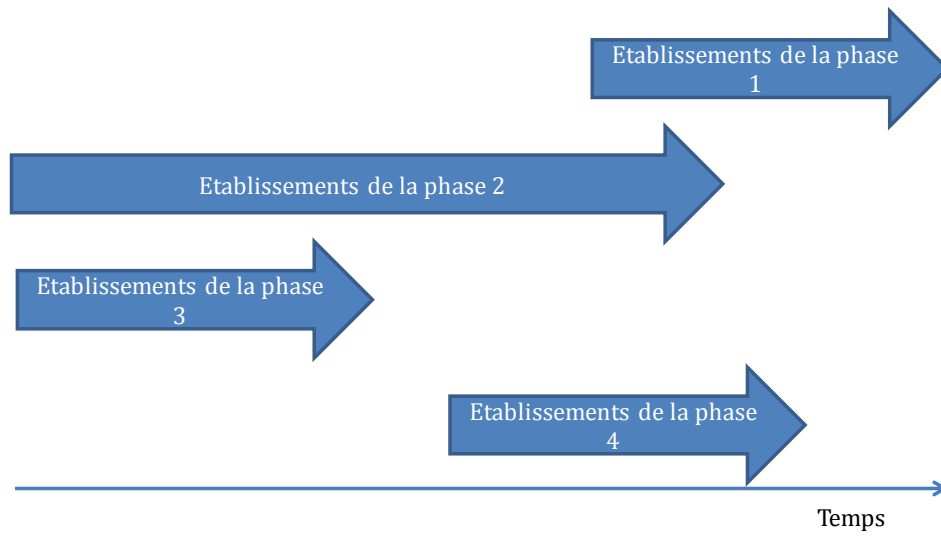 Etablissements de la phase
1
Etablissements de la phase 2
Etablissements de la phase
3
Etablissements de la phase
4
Temps